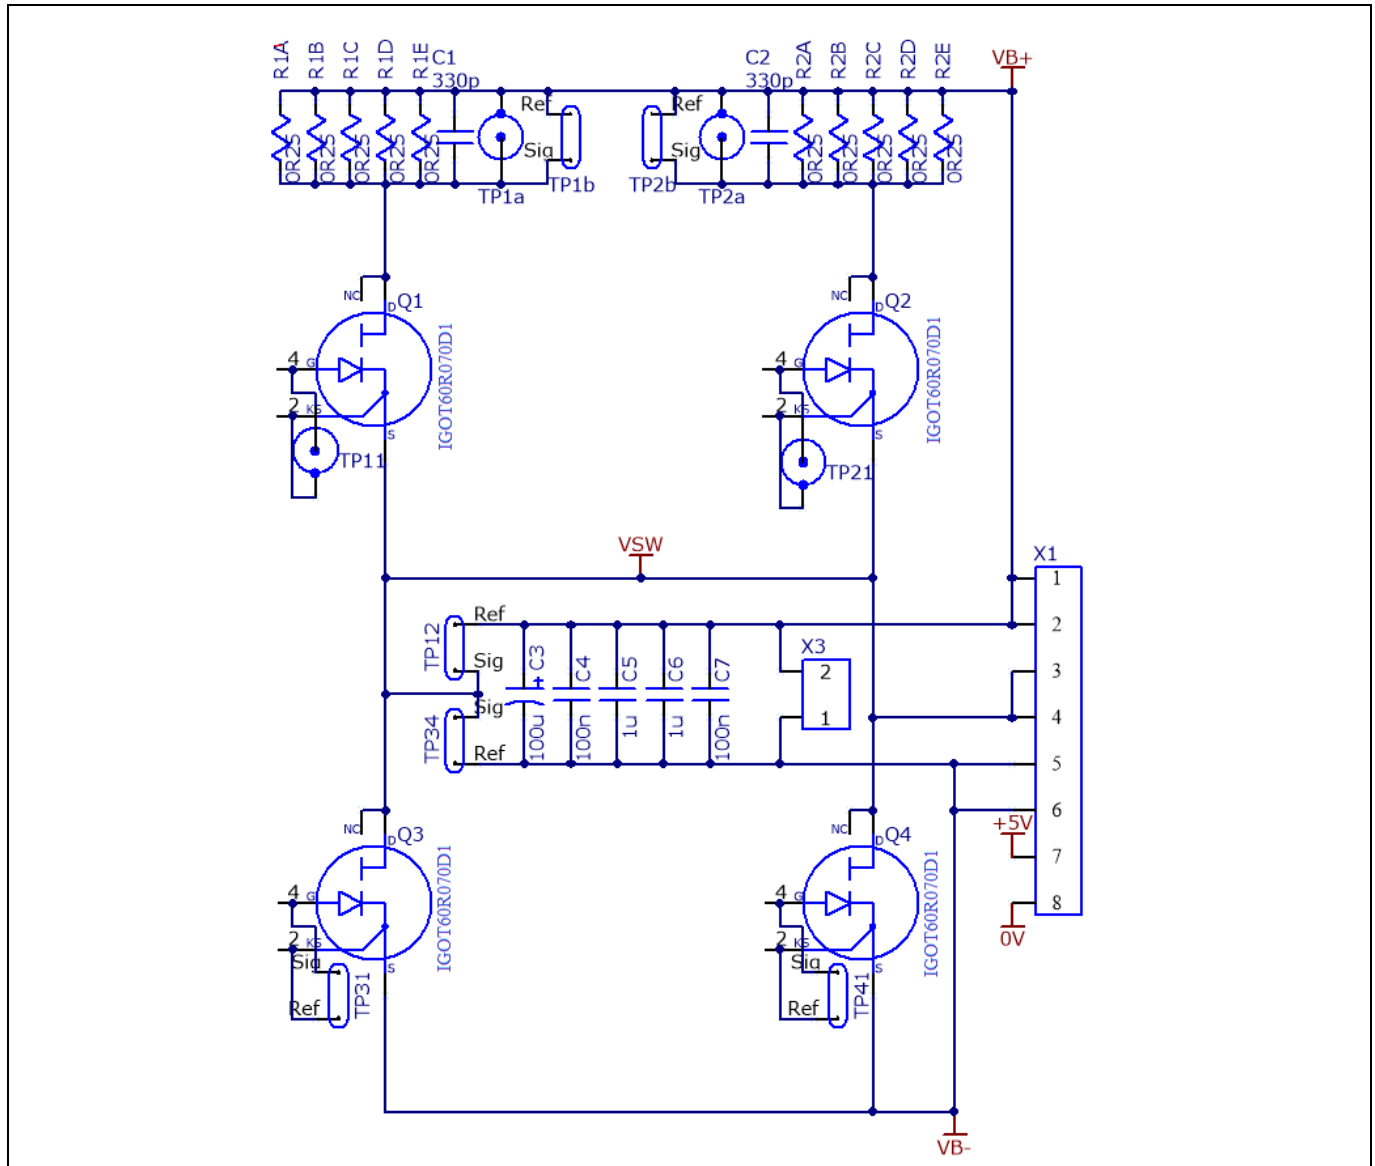 R1A R1B R1C R1D R1E C1 C2 R2A R2B R2C R2D R2E VB+
330p 330p
Ref Ref
0R25 0R25 0R25 0R25 0R25 Sig Sig 0R25 0R25 0R25 0R25 0R25
TP1a TP1b TP2b TP2a
NC D Q1 NC D Q2
IGOT60R070D1 IGOT60R070D1
4 G 4 G
2 KS 2 KS
S S
TP11 TP21
VSW
X1
1
Ref
2
TP12 C3 C4 C5 C6 C7 X3
Sig + 2 3
Sig 1 4
TP34 100u 100n 1u 1u 100n
Ref 5
6
NC D Q3 NC D Q4 +5V
IGOT60R070D1 IGOT60R070D1 7
4 G 4 G 8
2 KS 2 KS
0V
Sig S Sig S
Ref TP31 Ref TP41
VB-